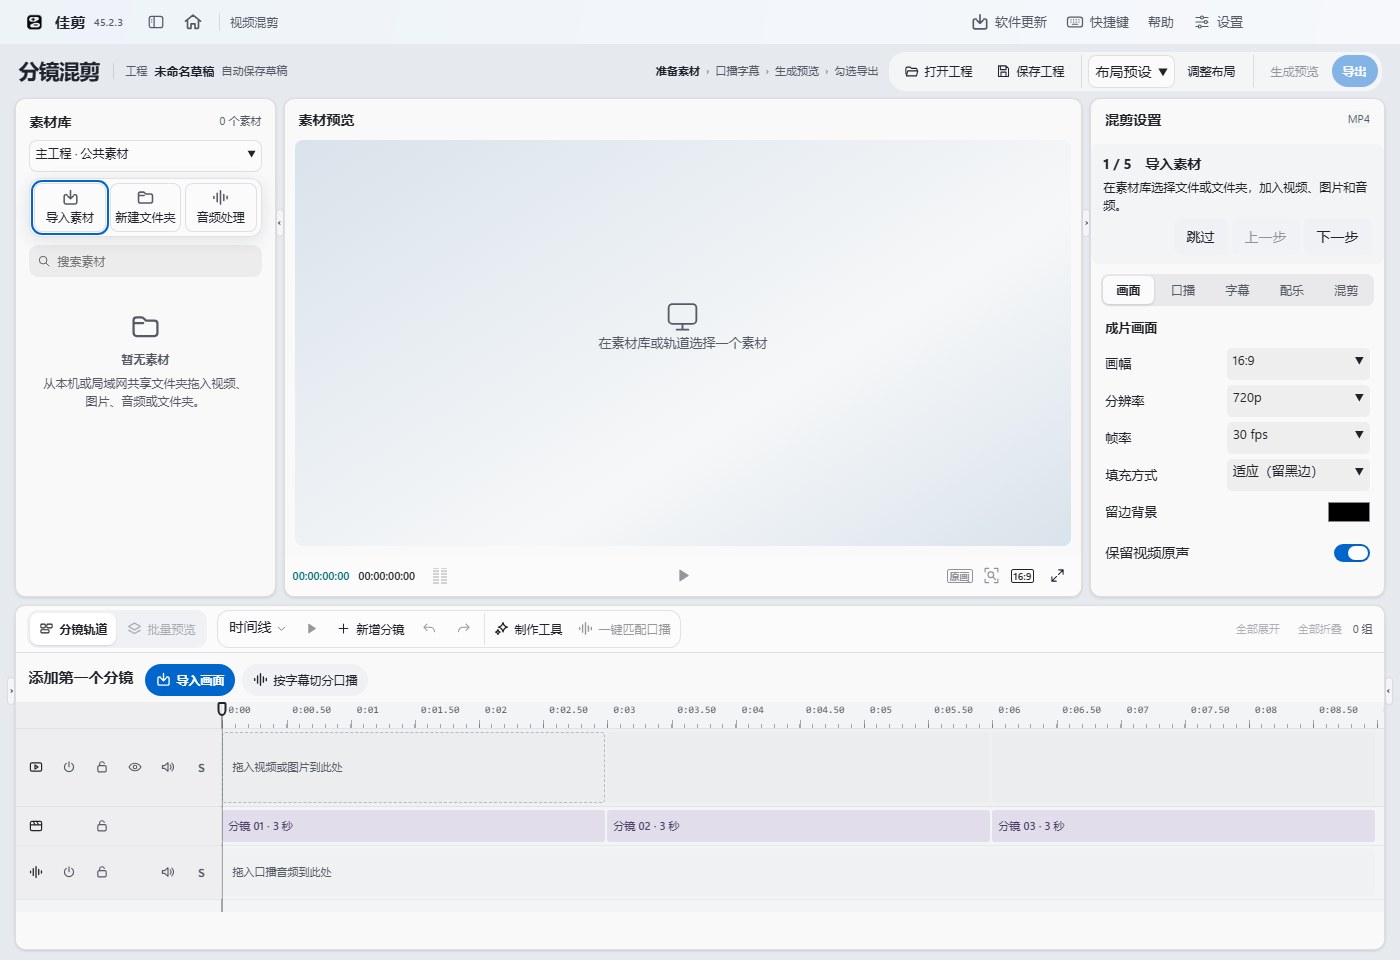 佳剪 45.2.3 视频混剪 软件更新 快捷键 帮助 设置
分镜混剪 工程 未命名草稿 自动保存草稿 准备素材 › 口播字幕 › 生成预览 › 勾选导出 打开工程 保存工程 布局预设 ▼ 调整布局 生成预览 导出
素材库 0 个素材
主工程 · 公共素材 ▼
导入素材 新建文件夹 音频处理
搜索素材
暂无素材
从本机或局域网共享文件夹拖入视频、
图片、音频或文件夹。
素材预览
在素材库或轨道选择一个素材
00:00:00:00 00:00:00:00 原画 16:9
混剪设置 MP4
1 / 5 导入素材
在素材库选择文件或文件夹，加入视频、图片和音
频。
跳过 上一步 下一步
画面 口播 字幕 配乐 混剪
成片画面
画幅 16:9 ▼
分辨率 720p ▼
帧率 30 fps ▼
填充方式 适应（留黑边） ▼
留边背景
保留视频原声
分镜轨道 批量预览 时间线 新增分镜 制作工具 一键匹配口播 全部展开 全部折叠 0 组
添加第一个分镜 导入画面 按字幕切分口播
0:00 0:00.50 0:01 0:01.50 0:02 0:02.50 0:03 0:03.50 0:04 0:04.50 0:05 0:05.50 0:06 0:06.50 0:07 0:07.50 0:08 0:08.50
S 拖入视频或图片到此处
分镜 01 · 3 秒 分镜 02 · 3 秒 分镜 03 · 3 秒
S 拖入口播音频到此处